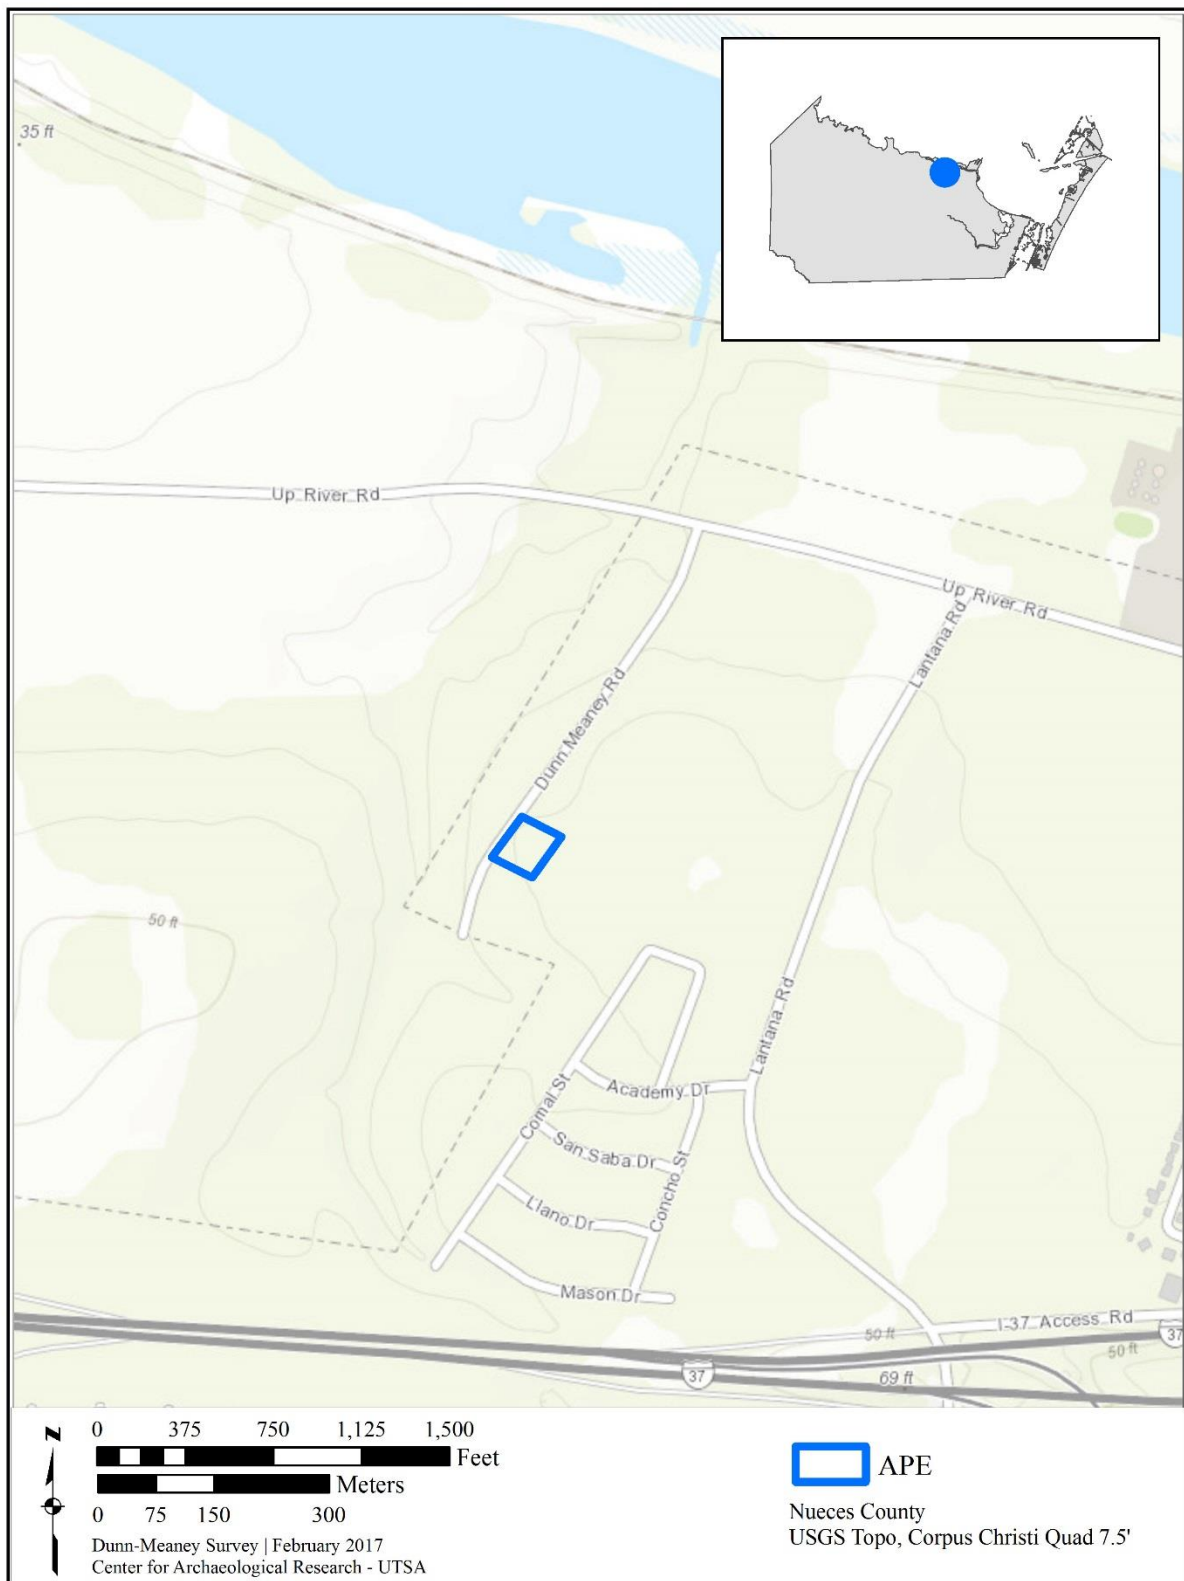 35 ft
Up River Rd
Up River Rd
Lantana Rd
Dunn Meaney Rd
50 ft
Lantana Rd
Academy Dr
Comal St
San Saba Dr
Concho St
Llano Dr
Mason Dr
I-37 Access Rd
50 ft
37
50 ft
37
69 ft
N
0 375 750 1,125 1,500
Feet
Meters
0 75 150 300
Dunn-Meaney Survey | February 2017
Center for Archaeological Research - UTSA
APE
Nueces County
USGS Topo, Corpus Christi Quad 7.5'